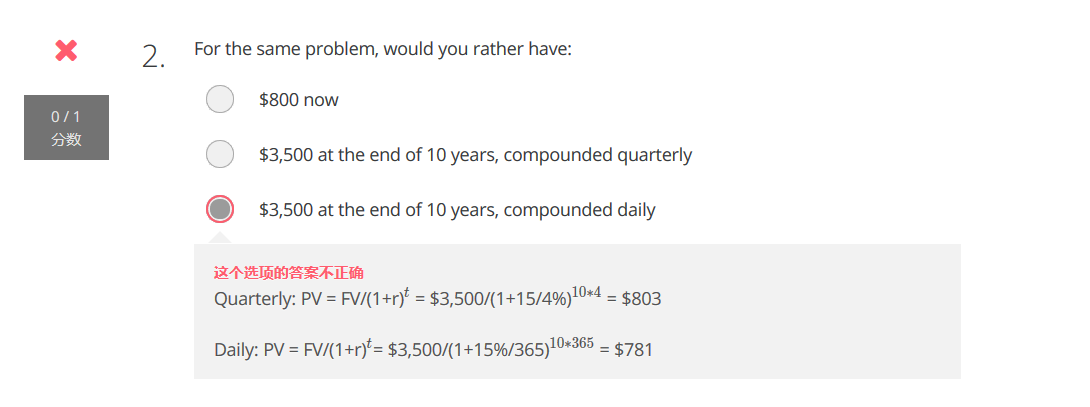 2. For the same problem, would you rather have:
0 / 1
分数
$800 now
$3,500 at the end of 10 years, compounded quarterly
$3,500 at the end of 10 years, compounded daily
这个选项的答案不正确
Quarterly: PV = FV/(1+r)^t = $3,500/(1+15/4%)^10*4 = $803
Daily: PV = FV/(1+r)^t= $3,500/(1+15%/365)^10*365 = $781